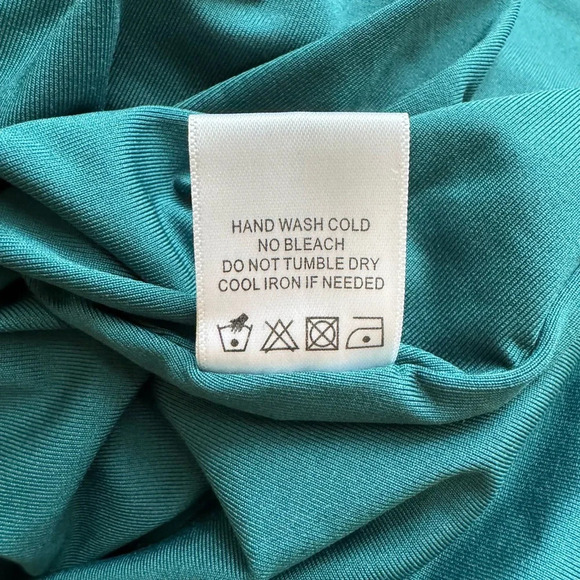 HAND WASH COLD
NO BLEACH
DO NOT TUMBLE DRY
COOL IRON IF NEEDED